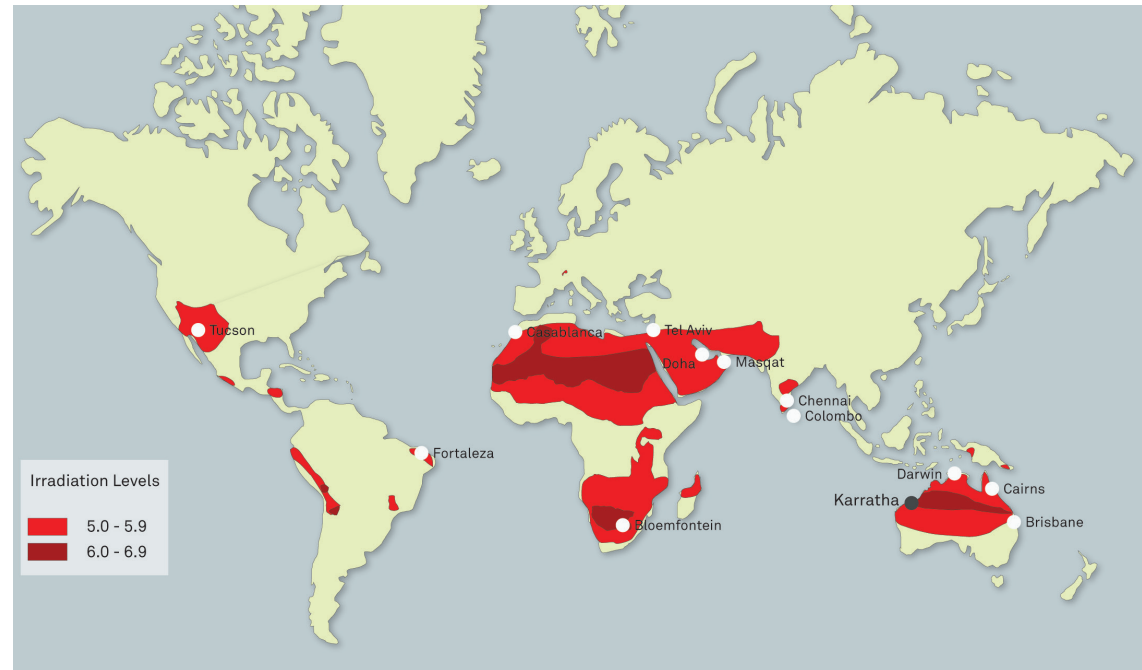 Tucson
Casablanca
Tel Aviv
Doha
Masqat
Chennai
Colombo
Fortaleza
Darwin
Cairns
Karratha
Brisbane
Bloemfontein
Irradiation Levels
5.0 - 5.9
6.0 - 6.9